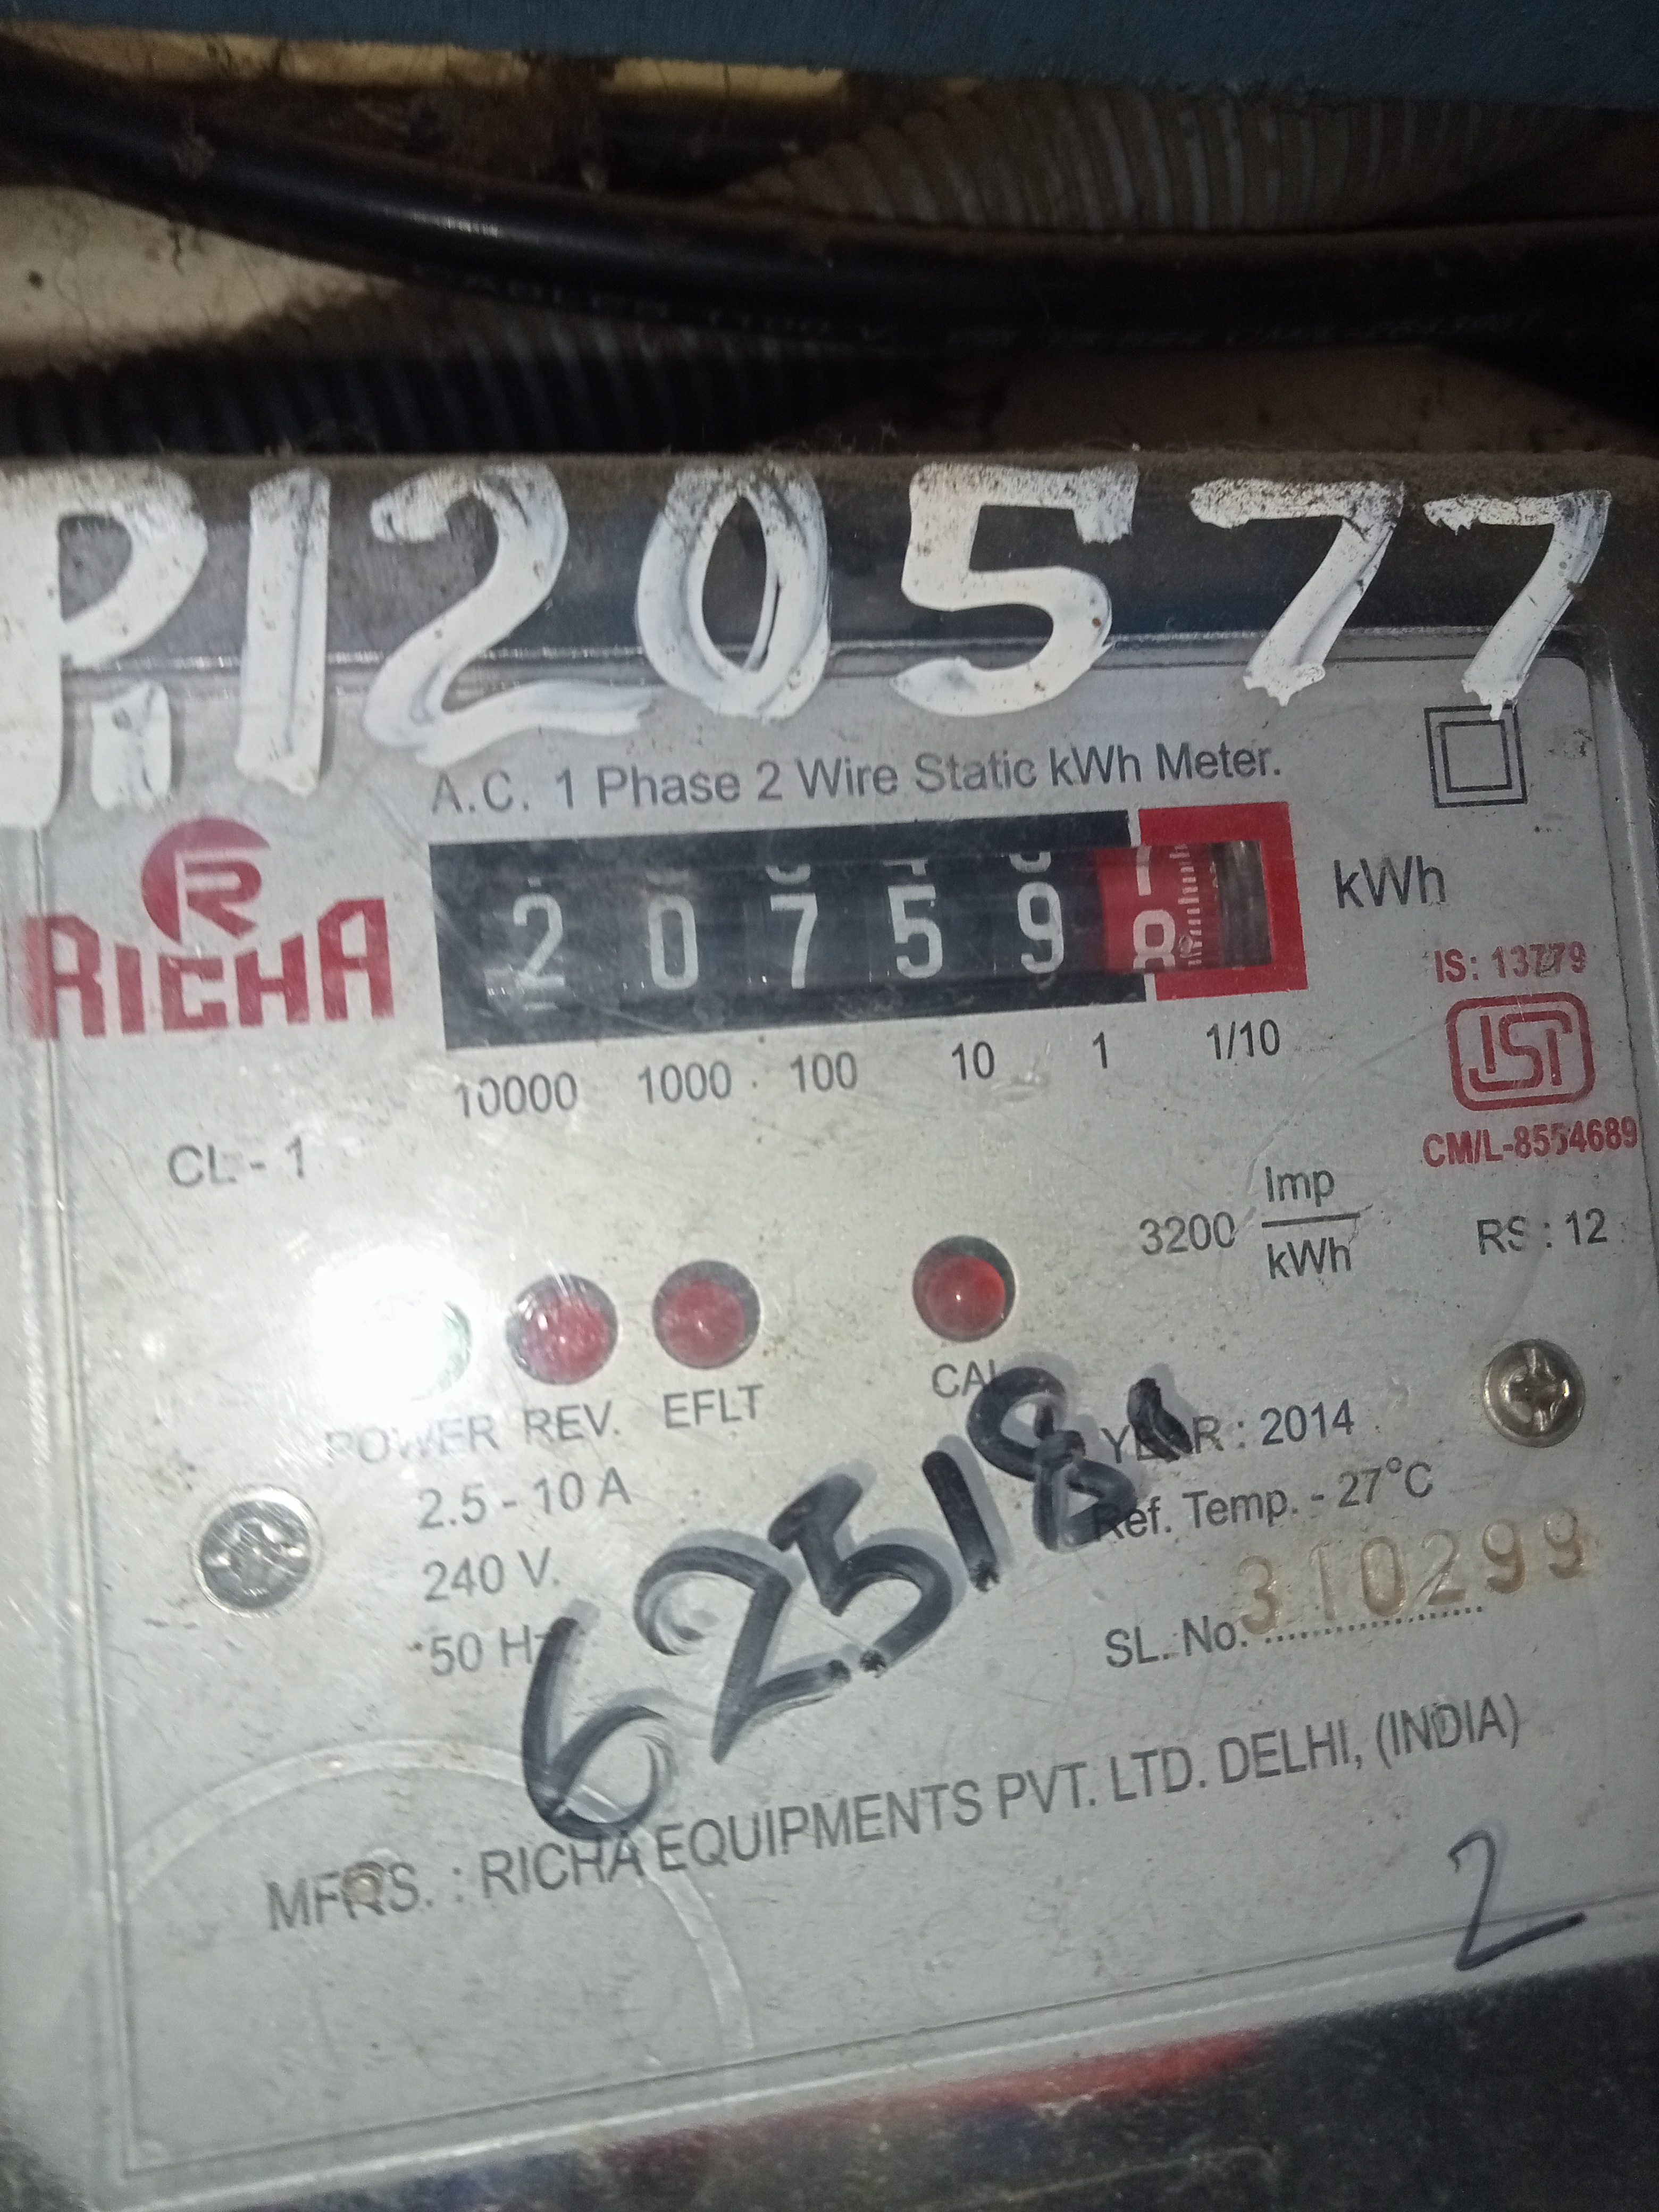 P.120577
A.C. 1 Phase 2 Wire Static kWh Meter.
R
RICHA
2 0 7 5 9 8
kWh
10000 1000 100 10 1 1/10
IS: 13779
ISI
CM/L-8554689
CL - 1
3200 Imp/kWh
RS : 12
POWER REV. EFLT CAL
2.5 - 10 A
240 V.
50 Hz
YEAR : 2014
Ref. Temp. - 27°C
SL. No. 310299
MFRS. : RICHA EQUIPMENTS PVT. LTD. DELHI, (INDIA)
2